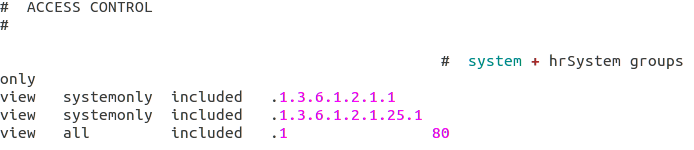 #  ACCESS CONTROL
#
#  system + hrSystem groups
only
view   systemonly  included   .1.3.6.1.2.1.1
view   systemonly  included   .1.3.6.1.2.1.25.1
view   all         included   .1                 80